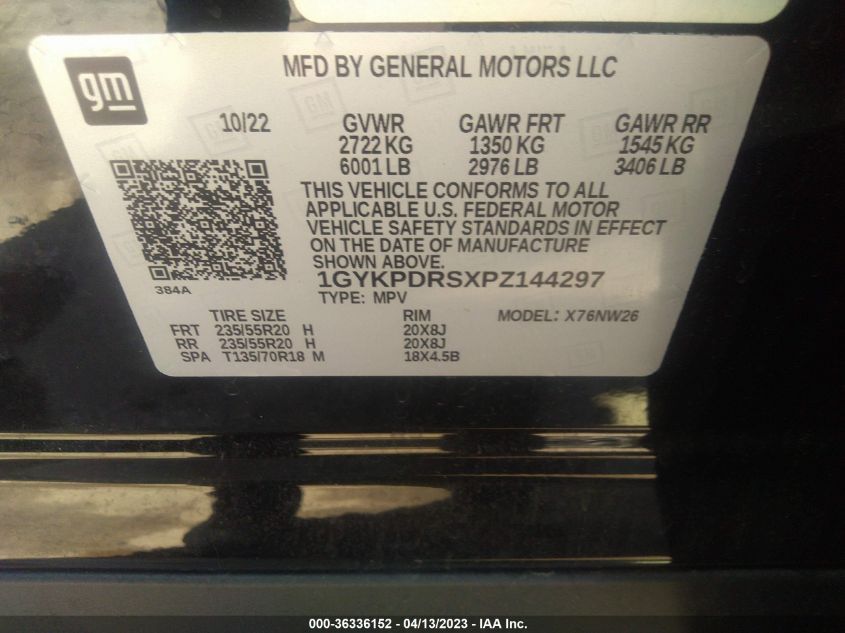 gm
MFD BY GENERAL MOTORS LLC
10/22 GVWR GAWR FRT GAWR RR
2722 KG 1350 KG 1545 KG
6001 LB 2976 LB 3406 LB
THIS VEHICLE CONFORMS TO ALL
APPLICABLE U.S. FEDERAL MOTOR
VEHICLE SAFETY STANDARDS IN EFFECT
ON THE DATE OF MANUFACTURE
SHOWN ABOVE.
384A
1GYKPDRSXPZ144297
TYPE: MPV
TIRE SIZE RIM MODEL: X76NW26
FRT 235/55R20 H 20X8J
RR 235/55R20 H 20X8J
SPA T135/70R18 M 18X4.5B
000-36336152 - 04/13/2023 - IAA Inc.